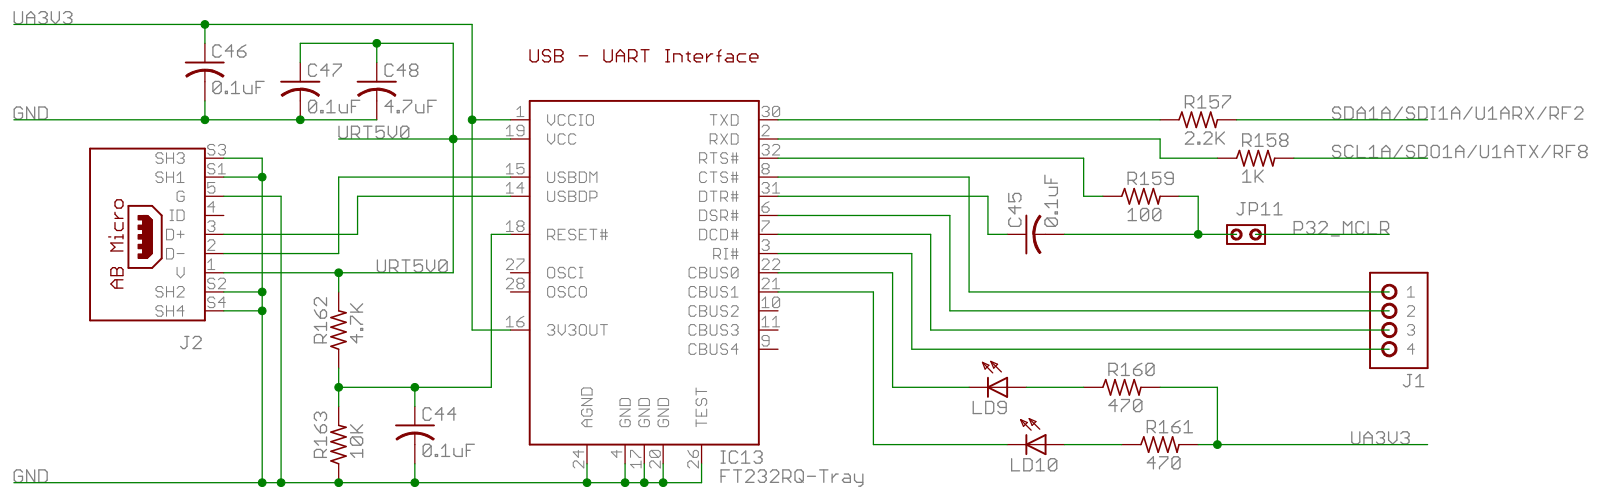 UA3V3
C46
0.1uF
C47
0.1uF
C48
4.7uF
GND
URT5V0
USB - UART Interface
AB Micro
SH3 S3
SH1 S1
G 5
ID 4
D+ 3
D- 2
V 1
SH2 S2
SH4 S4
J2
URT5V0
R162
4.7K
R163
10K
C44
0.1uF
GND
1 VCCIO
19 VCC
15 USBDM
14 USBDP
18 RESET#
27 OSCI
28 OSCO
16 3V3OUT
TXD 30
RXD 2
RTS# 32
CTS# 8
DTR# 31
DSR# 6
DCD# 7
RI# 3
CBUS0 22
CBUS1 21
CBUS2 10
CBUS3 11
CBUS4 9
AGND 24
GND 4
GND 17
GND 20
TEST 26
IC13
FT232RQ-Tray
R157
2.2K
SDA1A/SDI1A/U1ARX/RF2
R158
1K
SCL1A/SDO1A/U1ATX/RF8
R159
100
C45
0.1uF
JP11
P32_MCLR
1
2
3
4
J1
LD9
R160
470
LD10
R161
470
UA3V3